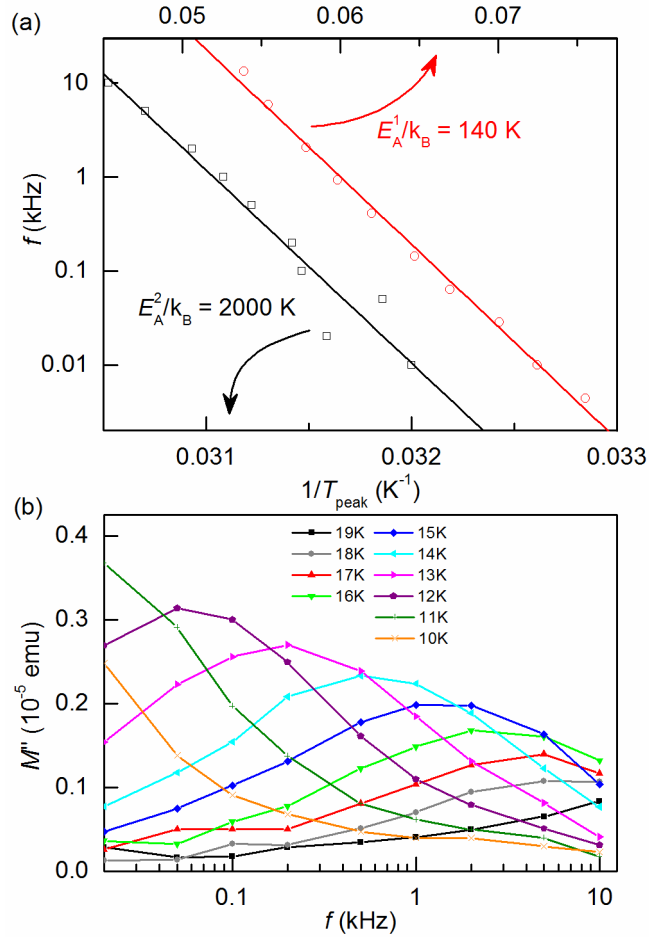 (a)
0.05 0.06 0.07
10
1
0.1
0.01
f (kHz)
E_A^1/k_B = 140 K
E_A^2/k_B = 2000 K
0.031 0.032 0.033
1/T_peak (K^-1)
(b)
0.4
0.3
0.2
0.1
0.0
M" (10^-5 emu)
19K 15K
18K 14K
17K 13K
16K 12K
11K
10K
0.1 1 10
f (kHz)